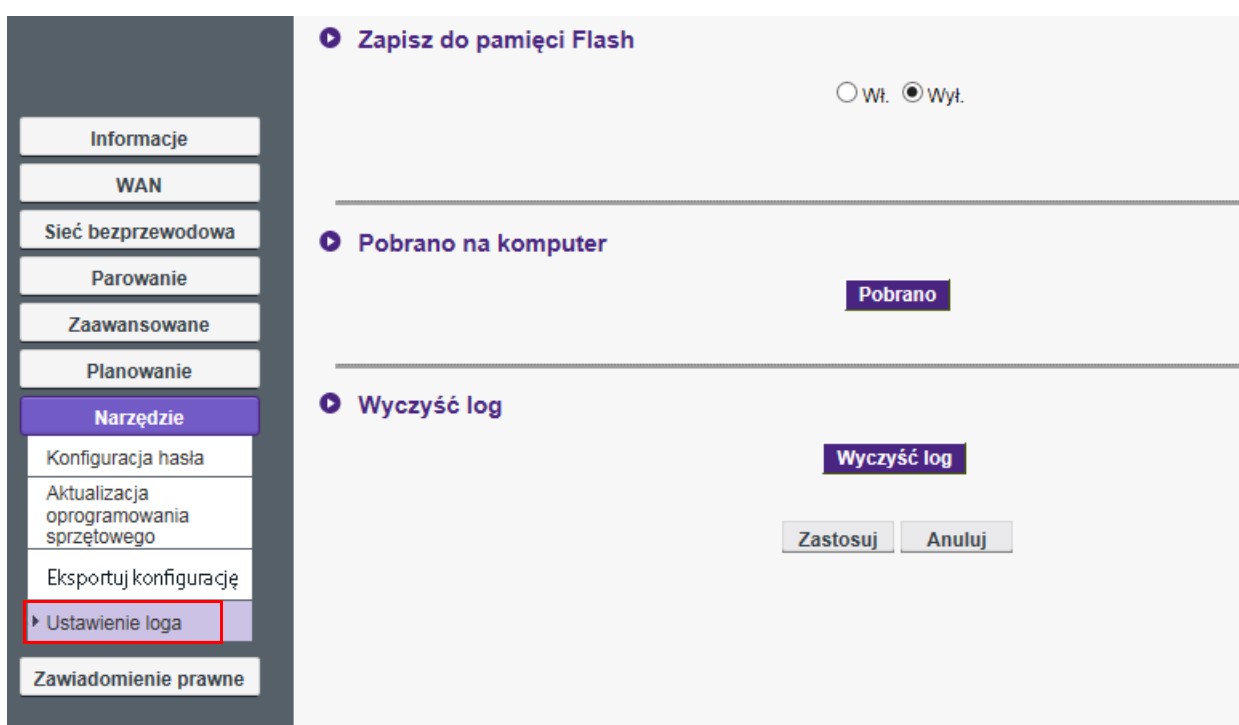 Informacje
WAN
Sieć bezprzewodowa
Parowanie
Zaawansowane
Planowanie
Narzędzie
Konfiguracja hasła
Aktualizacja
oprogramowania
sprzętowego
Eksportuj konfigurację
Ustawienie loga
Zawiadomienie prawne
Zapisz do pamięci Flash
Wł. Wył.
Pobrano na komputer
Pobrano
Wyczyść log
Wyczyść log
Zastosuj Anuluj